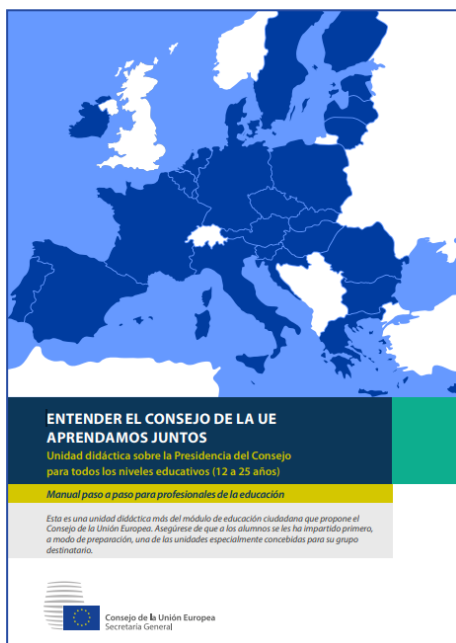 ENTENDER EL CONSEJO DE LA UE
APRENDAMOS JUNTOS
Unidad didáctica sobre la Presidencia del Consejo
para todos los niveles educativos (12 a 25 años)
Manual paso a paso para profesionales de la educación
Esta es una unidad didáctica más del módulo de educación ciudadana que propone el
Consejo de la Unión Europea. Asegúrese de que a los alumnos se les ha impartido primero,
a modo de preparación, una de las unidades especialmente concebidas para su grupo
destinatario.
Consejo de la Unión Europea
Secretaría General